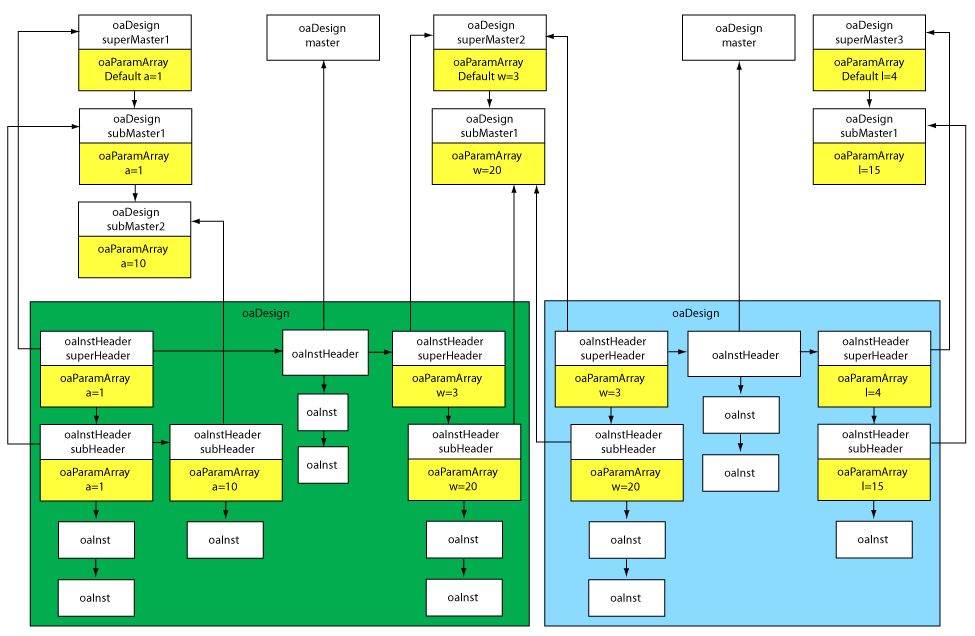 oaDesign
superMaster1
oaParamArray
Default a=1
oaDesign
master
oaDesign
superMaster2
oaParamArray
Default w=3
oaDesign
master
oaDesign
superMaster3
oaParamArray
Default l=4
oaDesign
subMaster1
oaParamArray
a=1
oaDesign
subMaster1
oaParamArray
w=20
oaDesign
subMaster1
oaParamArray
l=15
oaDesign
subMaster2
oaParamArray
a=10
oaDesign
oaInstHeader
superHeader
oaParamArray
a=1
oaInstHeader
oaInstHeader
superHeader
oaParamArray
w=3
oaInst
oaInst
oaInstHeader
subHeader
oaParamArray
a=1
oaInstHeader
subHeader
oaParamArray
a=10
oaInstHeader
subHeader
oaParamArray
w=20
oaInst
oaInst
oaInst
oaInst
oaInst
oaDesign
oaInstHeader
superHeader
oaParamArray
w=3
oaInstHeader
oaInstHeader
superHeader
oaParamArray
l=4
oaInst
oaInst
oaInstHeader
subHeader
oaParamArray
w=20
oaInstHeader
subHeader
oaParamArray
l=15
oaInst
oaInst
oaInst